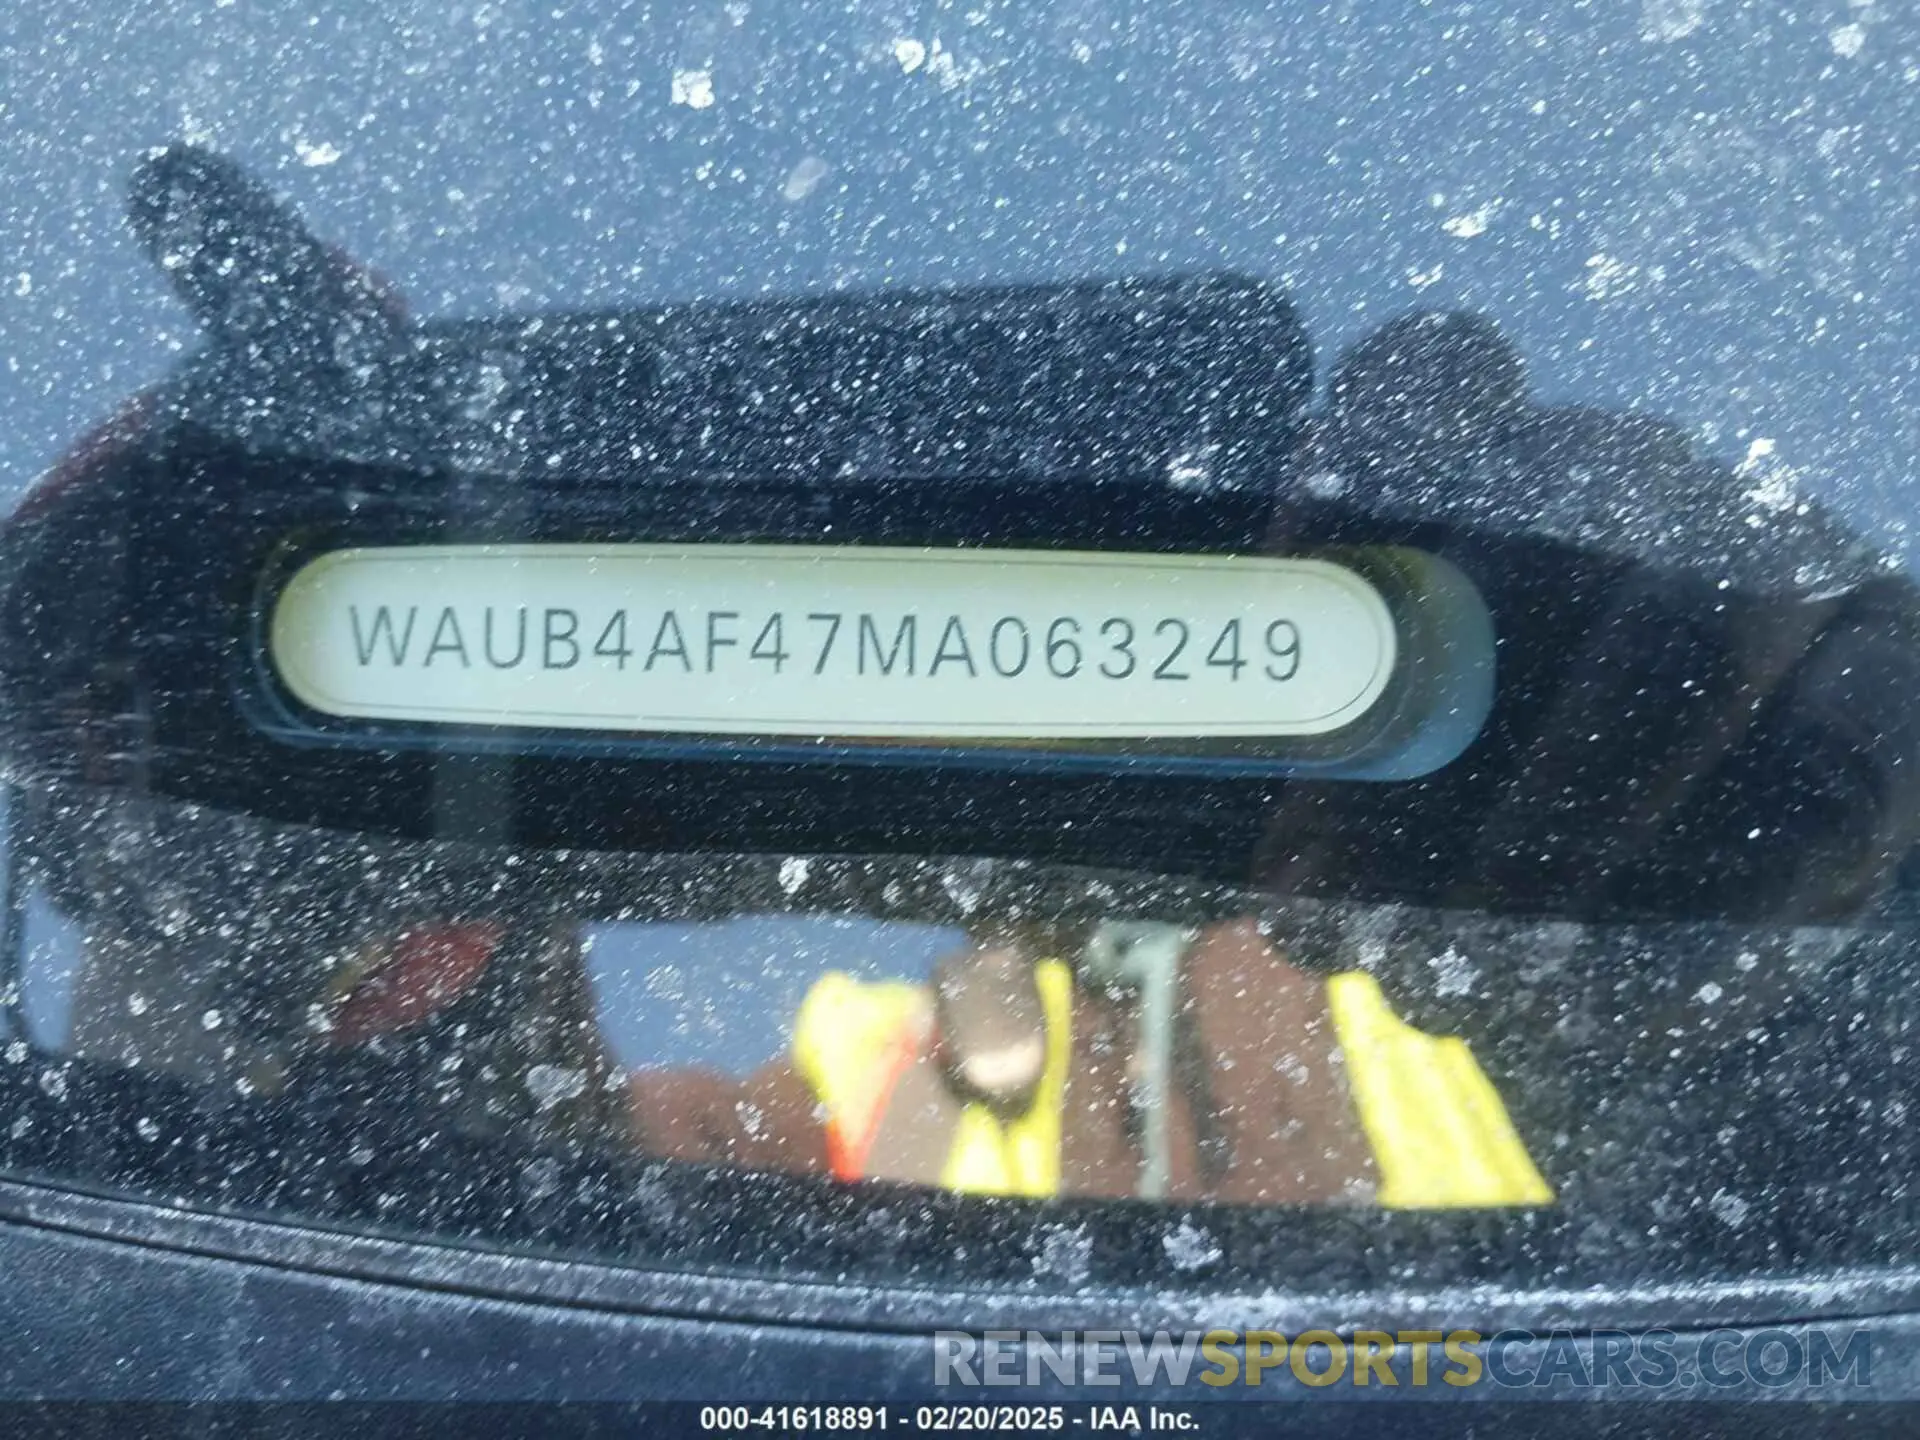 WAUB4AF47MA063249
RENEWSPORTSCARS.COM
000-41618891 - 02/20/2025 - IAA Inc.